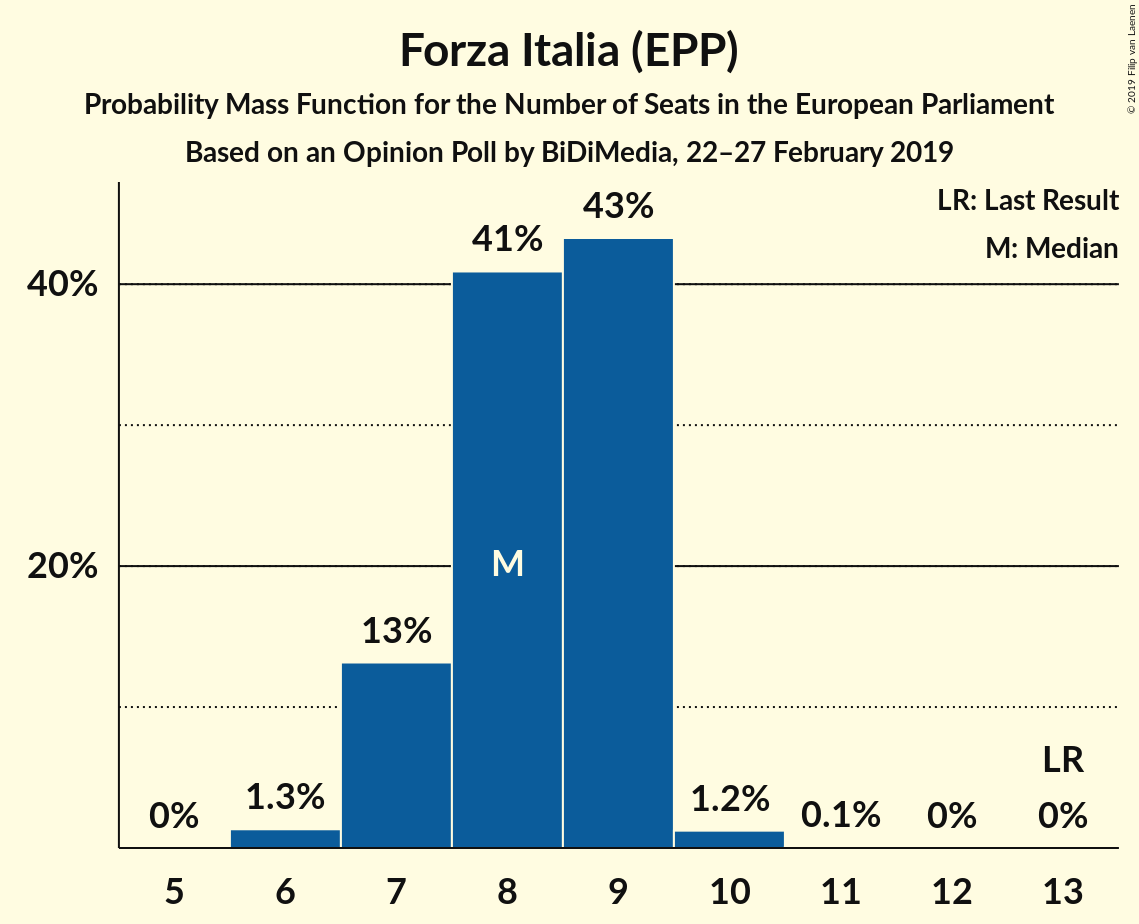 Forza Italia (EPP)
Probability Mass Function for the Number of Seats in the European Parliament
Based on an Opinion Poll by BiDiMedia, 22–27 February 2019
© 2019 Filip van Laenen
LR: Last Result
M: Median
40%
20%
0%
1.3%
13%
41%
M
43%
1.2%
0.1%
0%
LR
0%
5 6 7 8 9 10 11 12 13